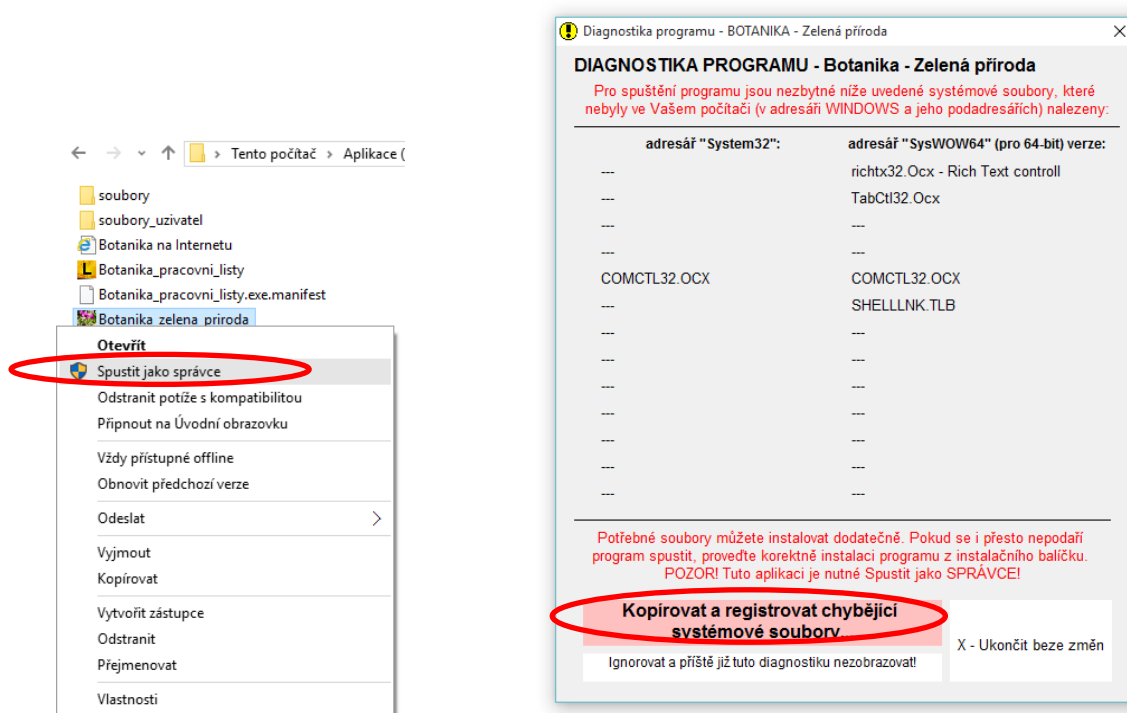 Tento počítač › Aplikace (
soubory
soubory_uzivatel
Botanika na Internetu
Botanika_pracovni_listy
Botanika_pracovni_listy.exe.manifest
Botanika_zelena_priroda
Otevřít
Spustit jako správce
Odstranit potíže s kompatibilitou
Připnout na Úvodní obrazovku
Vždy přístupné offline
Obnovit předchozí verze
Odeslat
Vyjmout
Kopírovat
Vytvořit zástupce
Odstranit
Přejmenovat
Vlastnosti
Diagnostika programu - BOTANIKA - Zelená příroda
DIAGNOSTIKA PROGRAMU - Botanika - Zelená příroda
Pro spuštění programu jsou nezbytné níže uvedené systémové soubory, které
nebyly ve Vašem počítači (v adresáři WINDOWS a jeho podadresářích) nalezeny:
adresář "System32": adresář "SysWOW64" (pro 64-bit) verze:
--- richtx32.Ocx - Rich Text controll
--- TabCtl32.Ocx
--- ---
--- ---
COMCTL32.OCX COMCTL32.OCX
--- SHELLLNK.TLB
--- ---
--- ---
--- ---
--- ---
--- ---
--- ---
--- ---
Potřebné soubory můžete instalovat dodatečně. Pokud se i přesto nepodaří
program spustit, proveďte korektně instalaci programu z instalačního balíčku.
POZOR! Tuto aplikaci je nutné Spustit jako SPRÁVCE!
Kopírovat a registrovat chybějící
systémové soubory...
X - Ukončit beze změn
Ignorovat a příště již tuto diagnostiku nezobrazovat!